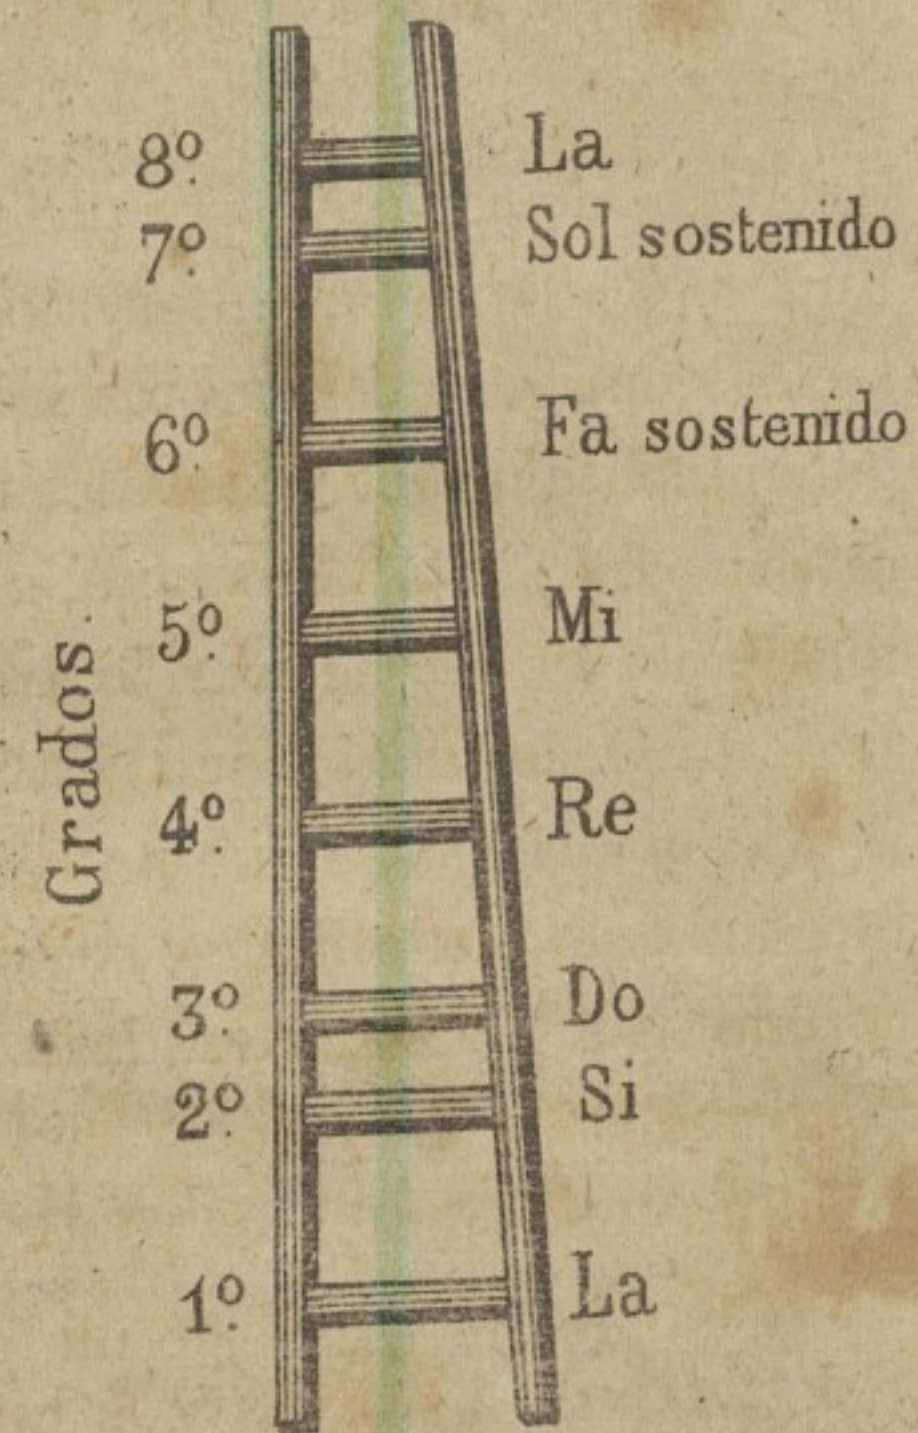 8º. La
7º. Sol sostenido
6º. Fa sostenido
5º. Mi
4º. Re
3º. Do
2º. Si
1º. La
Grados.